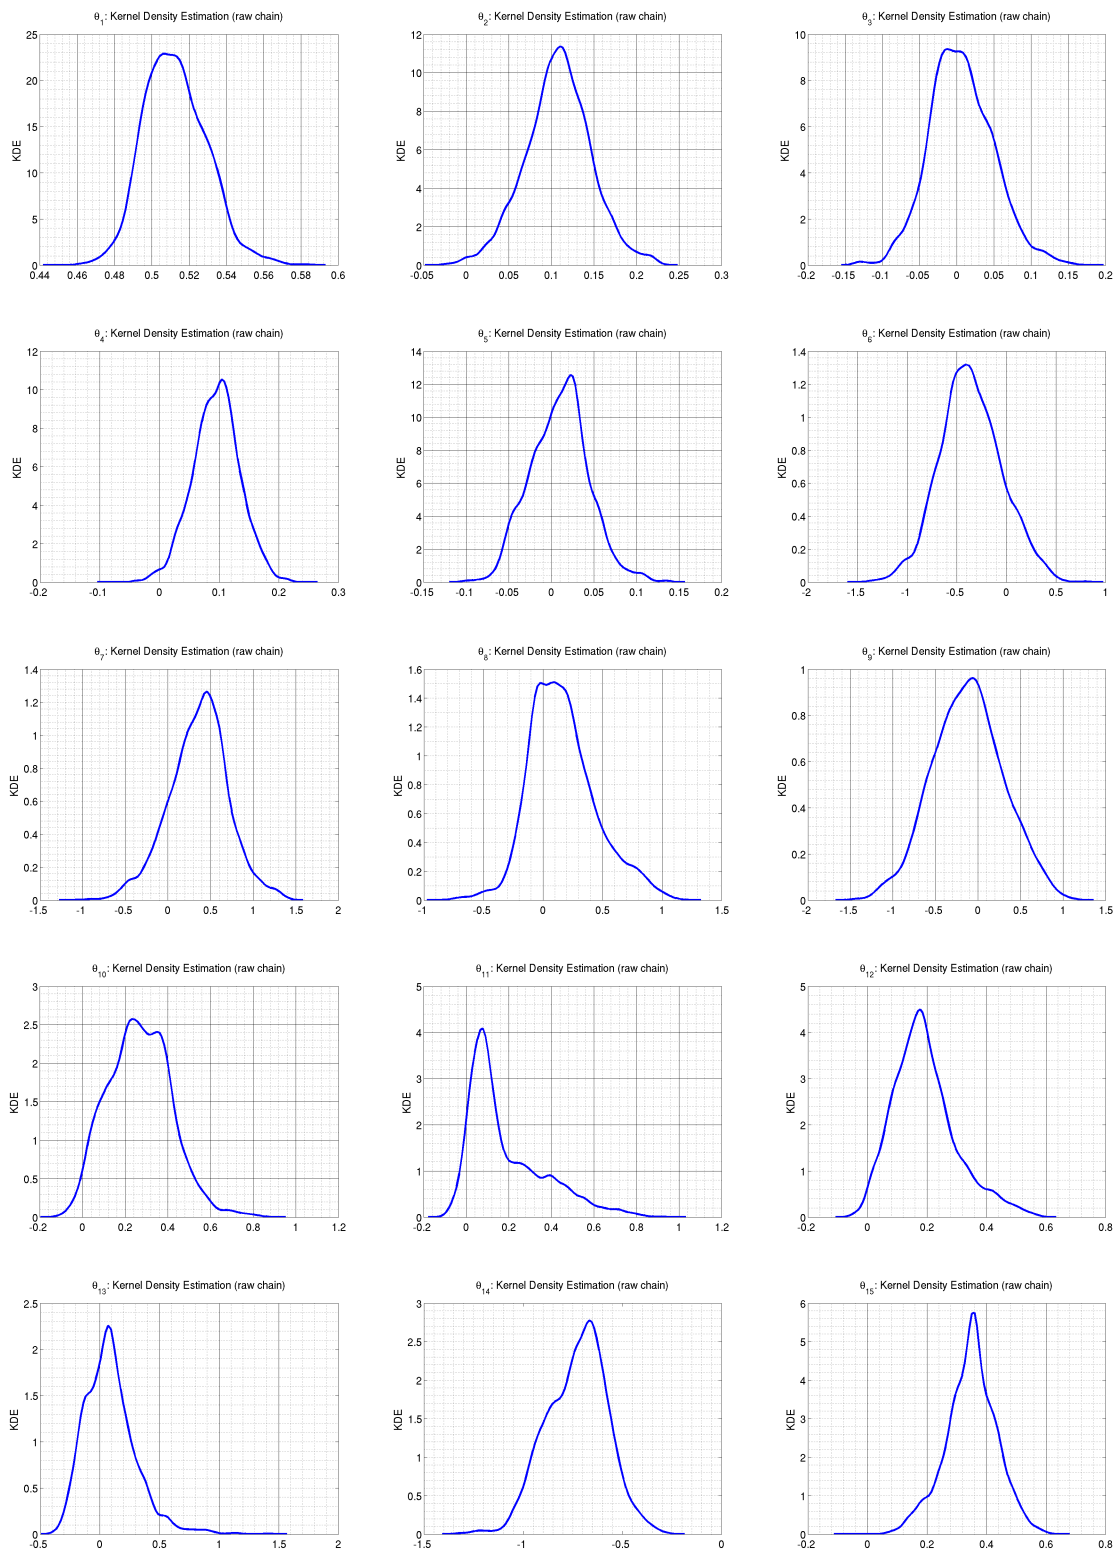 θ1: Kernel Density Estimation (raw chain)
25
20
15
10
5
0
KDE
0.44 0.46 0.48 0.5 0.52 0.54 0.56 0.58 0.6
θ2: Kernel Density Estimation (raw chain)
12
10
8
6
4
2
0
KDE
-0.05 0 0.05 0.1 0.15 0.2 0.25 0.3
θ3: Kernel Density Estimation (raw chain)
10
8
6
4
2
0
KDE
-0.2 -0.15 -0.1 -0.05 0 0.05 0.1 0.15 0.2
θ4: Kernel Density Estimation (raw chain)
12
10
8
6
4
2
0
KDE
-0.2 -0.1 0 0.1 0.2 0.3
θ5: Kernel Density Estimation (raw chain)
14
12
10
8
6
4
2
0
KDE
-0.15 -0.1 -0.05 0 0.05 0.1 0.15 0.2
θ6: Kernel Density Estimation (raw chain)
1.4
1.2
1
0.8
0.6
0.4
0.2
0
KDE
-2 -1.5 -1 -0.5 0 0.5 1
θ7: Kernel Density Estimation (raw chain)
1.4
1.2
1
0.8
0.6
0.4
0.2
0
KDE
-1.5 -1 -0.5 0 0.5 1 1.5 2
θ8: Kernel Density Estimation (raw chain)
1.6
1.4
1.2
1
0.8
0.6
0.4
0.2
0
KDE
-1 -0.5 0 0.5 1 1.5
θ9: Kernel Density Estimation (raw chain)
1
0.8
0.6
0.4
0.2
0
KDE
-2 -1.5 -1 -0.5 0 0.5 1 1.5
θ10: Kernel Density Estimation (raw chain)
3
2.5
2
1.5
1
0.5
0
KDE
-0.2 0 0.2 0.4 0.6 0.8 1 1.2
θ11: Kernel Density Estimation (raw chain)
5
4
3
2
1
0
KDE
-0.2 0 0.2 0.4 0.6 0.8 1 1.2
θ12: Kernel Density Estimation (raw chain)
5
4
3
2
1
0
KDE
-0.2 0 0.2 0.4 0.6 0.8
θ13: Kernel Density Estimation (raw chain)
2.5
2
1.5
1
0.5
0
KDE
-0.5 0 0.5 1 1.5 2
θ14: Kernel Density Estimation (raw chain)
3
2.5
2
1.5
1
0.5
0
KDE
-1.5 -1 -0.5 0
θ15: Kernel Density Estimation (raw chain)
6
5
4
3
2
1
0
KDE
-0.2 0 0.2 0.4 0.6 0.8